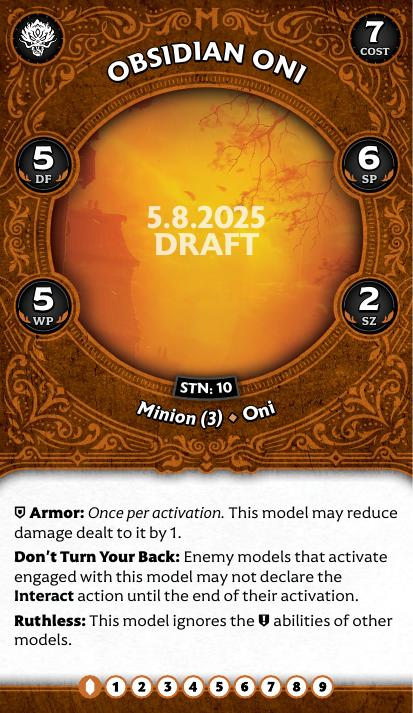 7
COST
OBSIDIAN ONI
5
DF
6
SP
5.8.2025
DRAFT
5
WP
2
SZ
STN: 10
Minion (3) ⬥ Oni
Armor: Once per activation. This model may reduce
damage dealt to it by 1.
Don’t Turn Your Back: Enemy models that activate
engaged with this model may not declare the
Interact action until the end of their activation.
Ruthless: This model ignores the abilities of other
models.
1 2 3 4 5 6 7 8 9